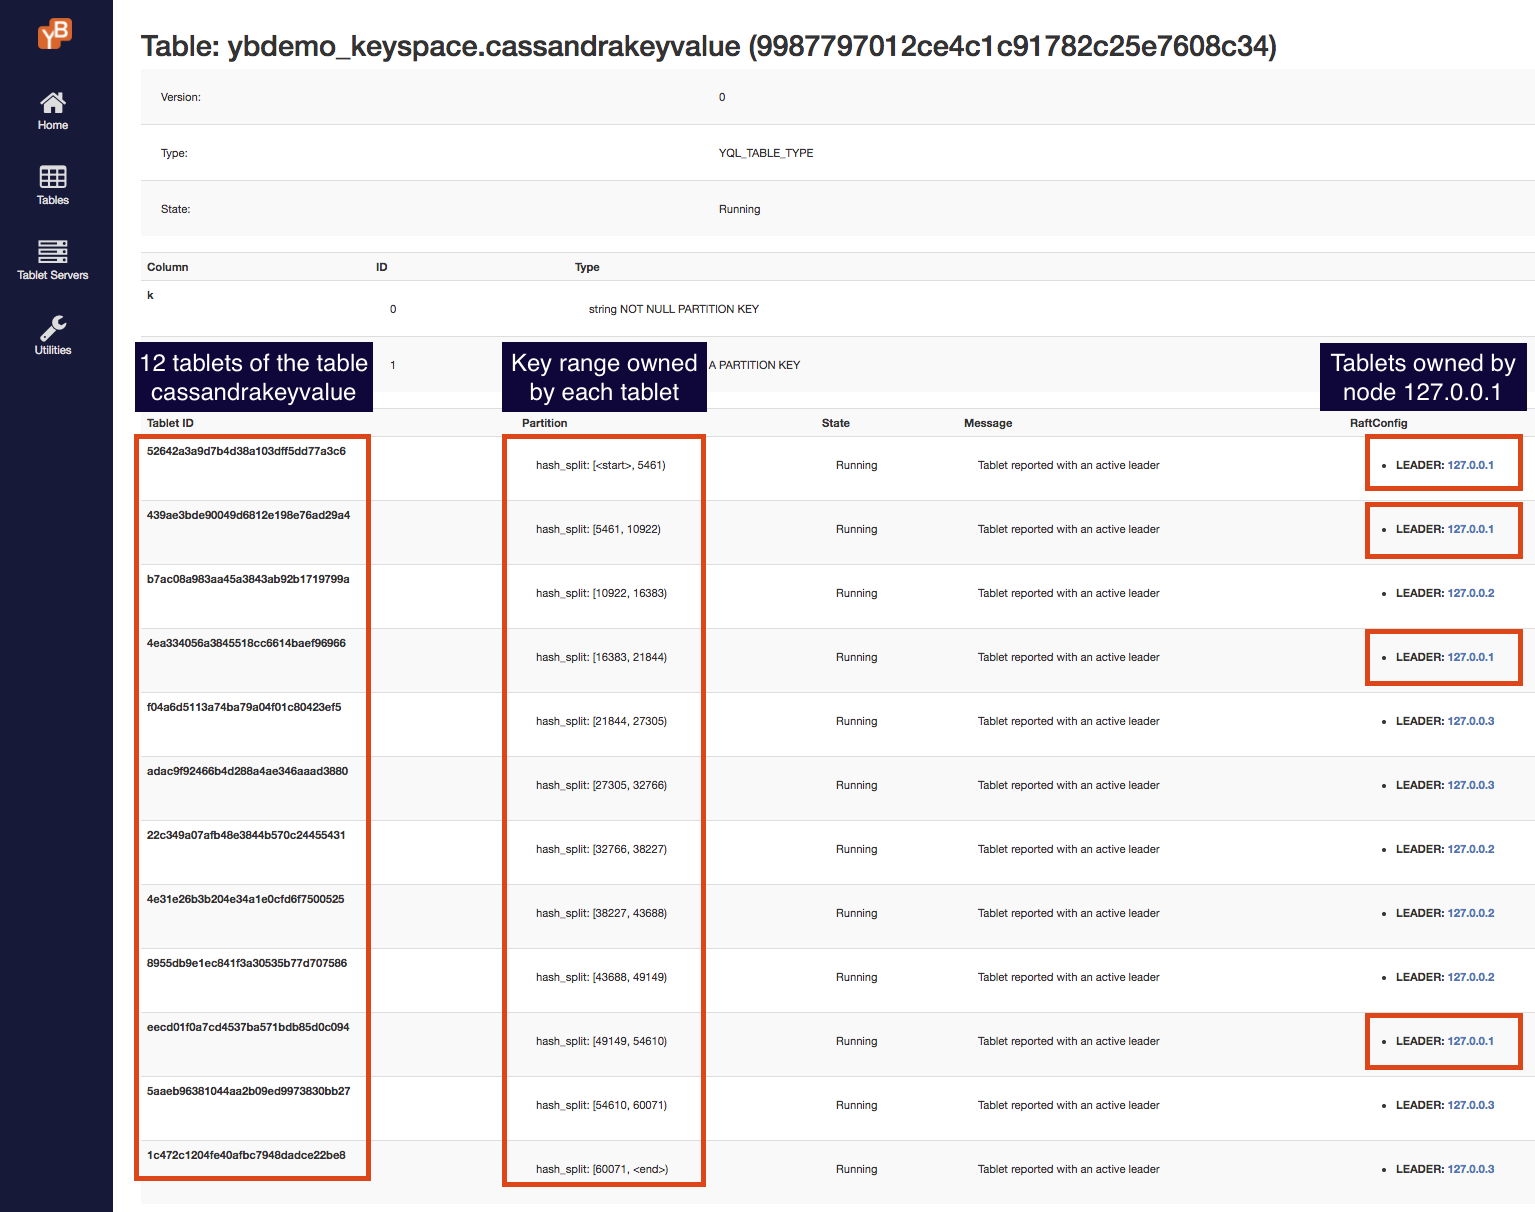 YB
Home
Tables
Tablet Servers
Utilities
Table: ybdemo_keyspace.cassandrakeyvalue (9987797012ce4c1c91782c25e7608c34)
Version: 0
Type: YQL_TABLE_TYPE
State: Running
Column ID Type
k
0 string NOT NULL PARTITION KEY
1 A PARTITION KEY
12 tablets of the table
cassandrakeyvalue
Key range owned
by each tablet
Tablets owned by
node 127.0.0.1
Tablet ID Partition State Message RaftConfig
52642a3a9d7b4d38a103dff5dd77a3c6
hash_split: [<start>, 5461) Running Tablet reported with an active leader • LEADER: 127.0.0.1
439ae3bde90049d6812e198e76ad29a4
hash_split: [5461, 10922) Running Tablet reported with an active leader • LEADER: 127.0.0.1
b7ac08a983aa45a3843ab92b1719799a
hash_split: [10922, 16383) Running Tablet reported with an active leader • LEADER: 127.0.0.2
4ea334056a3845518cc6614baef96966
hash_split: [16383, 21844) Running Tablet reported with an active leader • LEADER: 127.0.0.1
f04a6d5113a74ba79a04f01c80423ef5
hash_split: [21844, 27305) Running Tablet reported with an active leader • LEADER: 127.0.0.3
adac9f92466b4d288a4ae346aaad3880
hash_split: [27305, 32766) Running Tablet reported with an active leader • LEADER: 127.0.0.3
22c349a07afb48e3844b570c24455431
hash_split: [32766, 38227) Running Tablet reported with an active leader • LEADER: 127.0.0.2
4e31e26b3b204e34a1e0cfd6f7500525
hash_split: [38227, 43688) Running Tablet reported with an active leader • LEADER: 127.0.0.2
8955db9e1ec841f3a30535b77d707586
hash_split: [43688, 49149) Running Tablet reported with an active leader • LEADER: 127.0.0.2
eecd01f0a7cd4537ba571bdb85d0c094
hash_split: [49149, 54610) Running Tablet reported with an active leader • LEADER: 127.0.0.1
5aaeb96381044aa2b09ed9973830bb27
hash_split: [54610, 60071) Running Tablet reported with an active leader • LEADER: 127.0.0.3
1c472c1204fe40afbc7948dadce22be8
hash_split: [60071, <end>) Running Tablet reported with an active leader • LEADER: 127.0.0.3